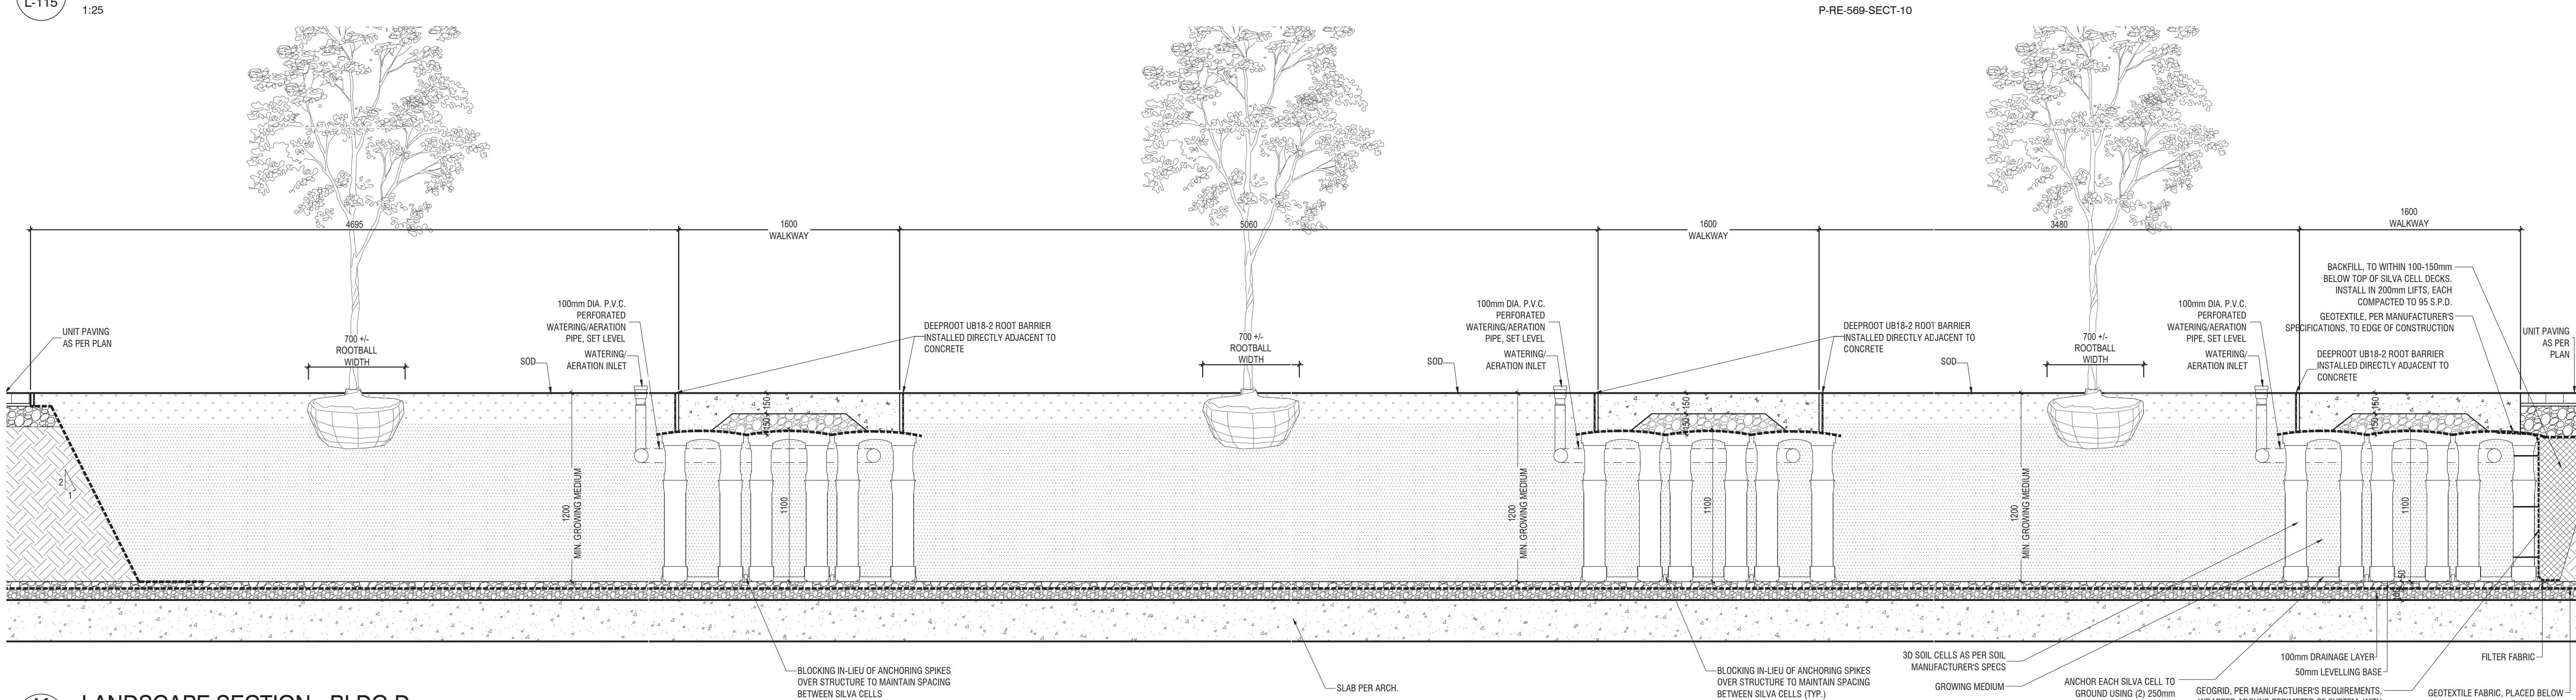 L-115
1:25
P-RE-569-SECT-10
4695
1600
WALKWAY
5060
1600
WALKWAY
3480
1600
WALKWAY
UNIT PAVING
AS PER PLAN
700 +/-
ROOTBALL
WIDTH
SOD
100mm DIA. P.V.C.
PERFORATED
WATERING/AERATION
PIPE, SET LEVEL
WATERING/
AERATION INLET
DEEPROOT UB18-2 ROOT BARRIER
INSTALLED DIRECTLY ADJACENT TO
CONCRETE
700 +/-
ROOTBALL
WIDTH
SOD
100mm DIA. P.V.C.
PERFORATED
WATERING/AERATION
PIPE, SET LEVEL
WATERING/
AERATION INLET
DEEPROOT UB18-2 ROOT BARRIER
INSTALLED DIRECTLY ADJACENT TO
CONCRETE
SOD
700 +/-
ROOTBALL
WIDTH
100mm DIA. P.V.C.
PERFORATED
WATERING/AERATION
PIPE, SET LEVEL
WATERING/
AERATION INLET
BACKFILL, TO WITHIN 100-150mm
BELOW TOP OF SILVA CELL DECKS.
INSTALL IN 200mm LIFTS, EACH
COMPACTED TO 95 S.P.D.
GEOTEXTILE, PER MANUFACTURER'S
SPECIFICATIONS, TO EDGE OF CONSTRUCTION
DEEPROOT UB18-2 ROOT BARRIER
INSTALLED DIRECTLY ADJACENT TO
CONCRETE
UNIT PAVING
AS PER
PLAN
2
1
1200
MIN. GROWING MEDIUM
150
150
1100
1200
MIN. GROWING MEDIUM
150
150
1100
1200
MIN. GROWING MEDIUM
150
150
1100
50
BLOCKING IN-LIEU OF ANCHORING SPIKES
OVER STRUCTURE TO MAINTAIN SPACING
BETWEEN SILVA CELLS
SLAB PER ARCH.
BLOCKING IN-LIEU OF ANCHORING SPIKES
OVER STRUCTURE TO MAINTAIN SPACING
BETWEEN SILVA CELLS (TYP.)
3D SOIL CELLS AS PER SOIL
MANUFACTURER'S SPECS
GROWING MEDIUM
ANCHOR EACH SILVA CELL TO
GROUND USING (2) 250mm
100mm DRAINAGE LAYER
50mm LEVELLING BASE
GEOGRID, PER MANUFACTURER'S REQUIREMENTS,
FILTER FABRIC
GEOTEXTILE FABRIC, PLACED BELOW
LANDSCAPE SECTION - BLDG D